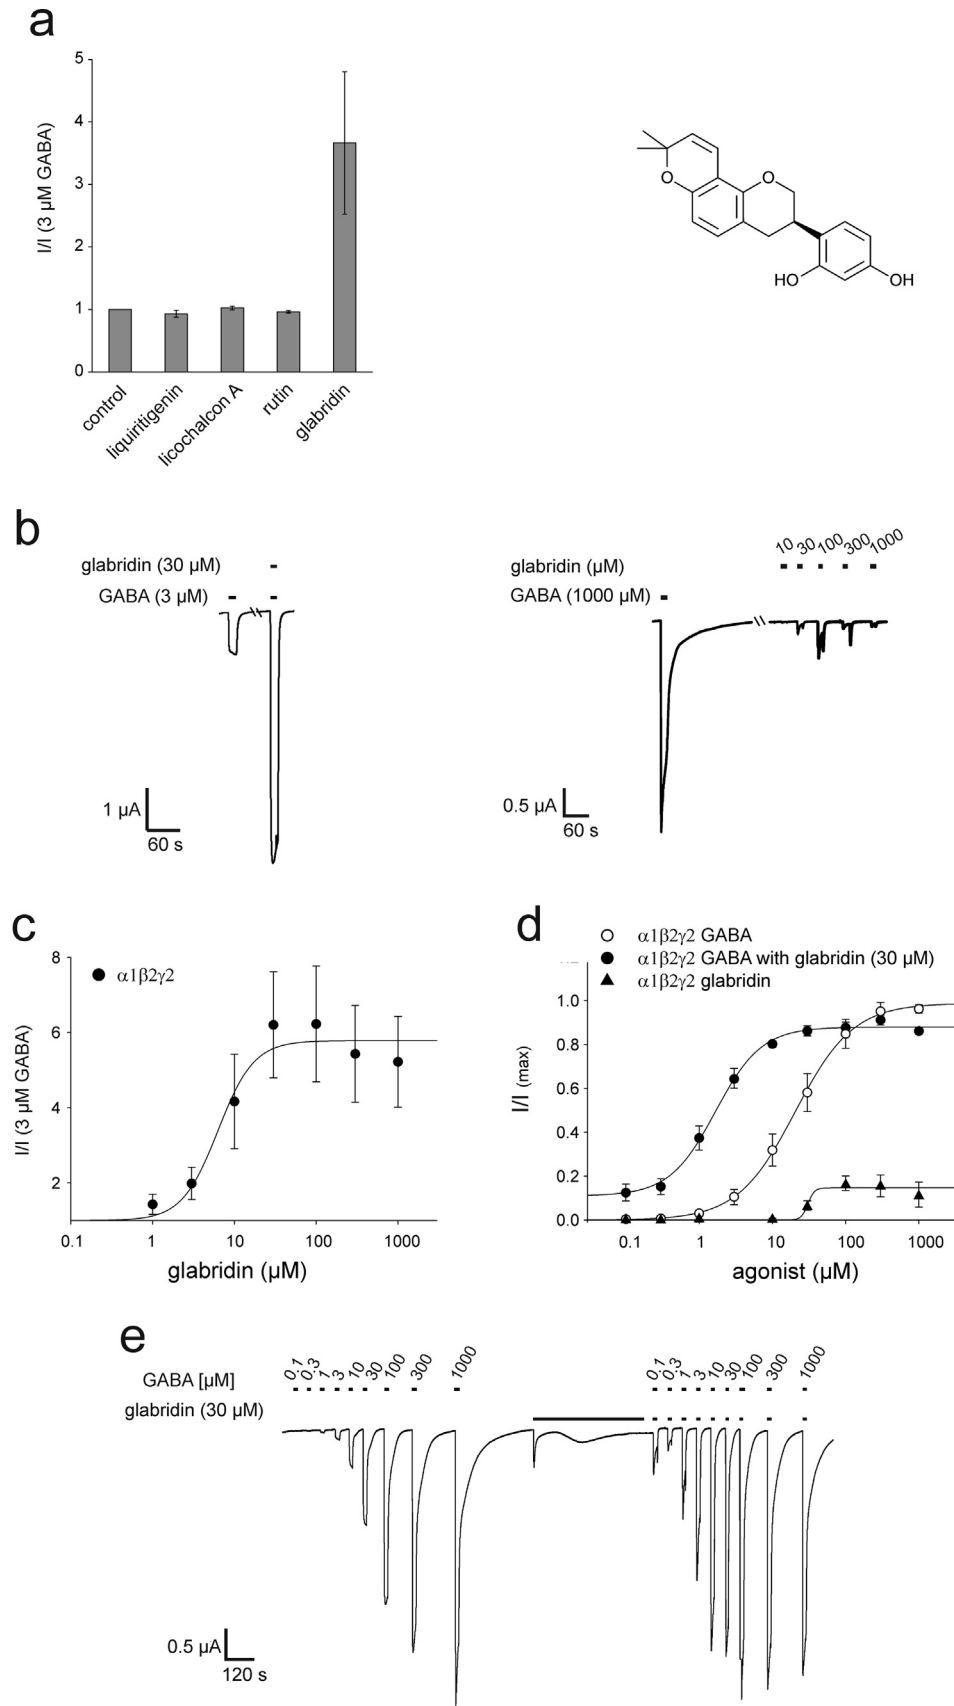 a
I/I (3 µM GABA)
5
4
3
2
1
0
control
liquiritigenin
licochalcon A
rutin
glabridin
O
O
HO
OH
b
glabridin (30 µM)
GABA (3 µM)
1 µA
60 s
10 30 100 300 1000
glabridin (µM)
GABA (1000 µM)
0.5 µA
60 s
c
α1β2γ2
I/I (3 µM GABA)
8
6
4
2
0.1 1 10 100 1000
glabridin (µM)
d
α1β2γ2 GABA
α1β2γ2 GABA with glabridin (30 µM)
α1β2γ2 glabridin
I/I (max)
1.0
0.8
0.6
0.4
0.2
0.0
0.1 1 10 100 1000
agonist (µM)
e
0.1 0.3 1 3 10 30 100 300 1000 0.1 0.3 1 3 10 30 100 300 1000
GABA [µM]
glabridin (30 µM)
0.5 µA
120 s